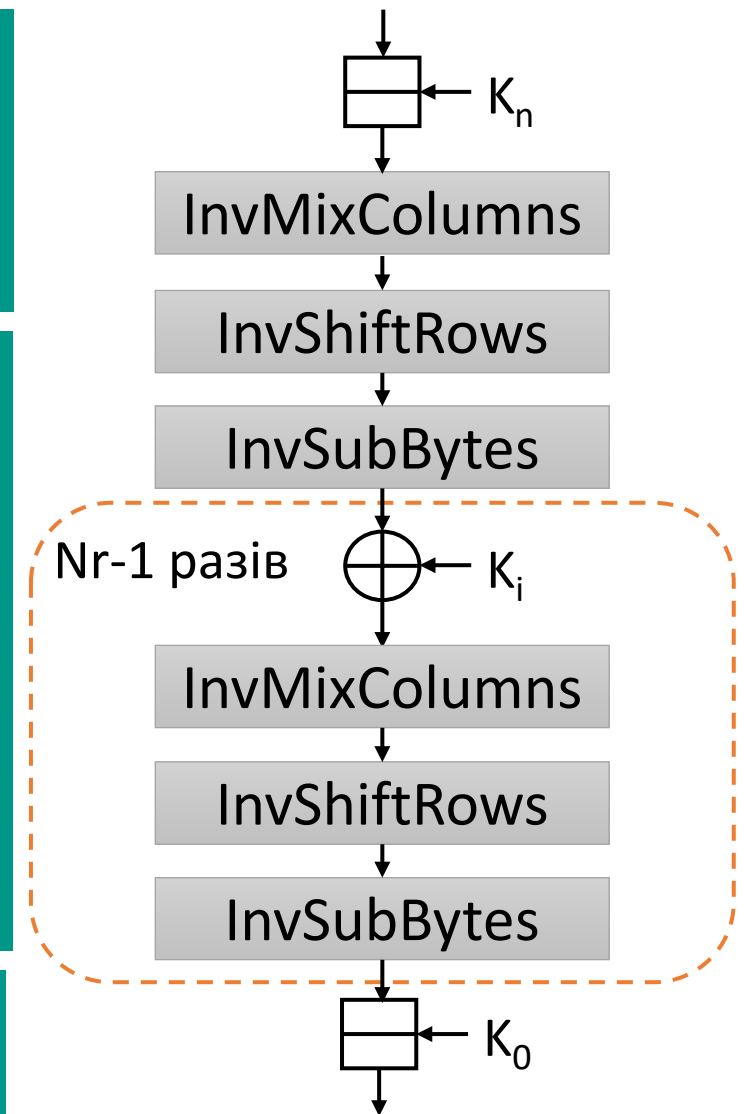 Kn
InvMixColumns
InvShiftRows
InvSubBytes
Nr-1 разів
Ki
InvMixColumns
InvShiftRows
InvSubBytes
K0